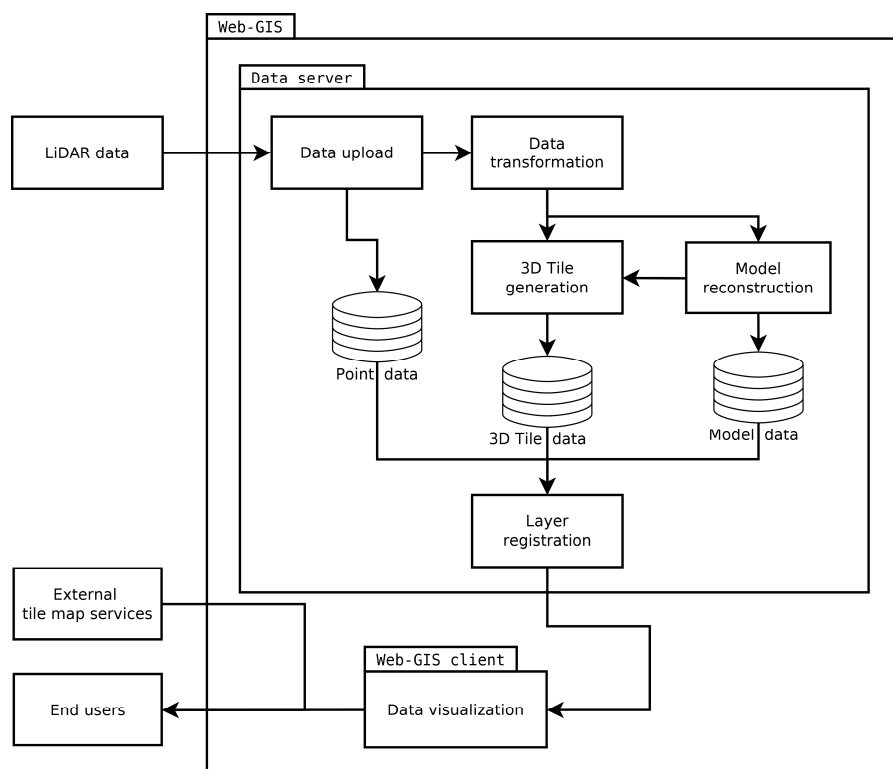 Web-GIS
Data server
LiDAR data
Data upload
Data
transformation
3D Tile
generation
Model
reconstruction
Point data
3D Tile data
Model data
Layer
registration
External
tile map services
Web-GIS client
End users
Data visualization